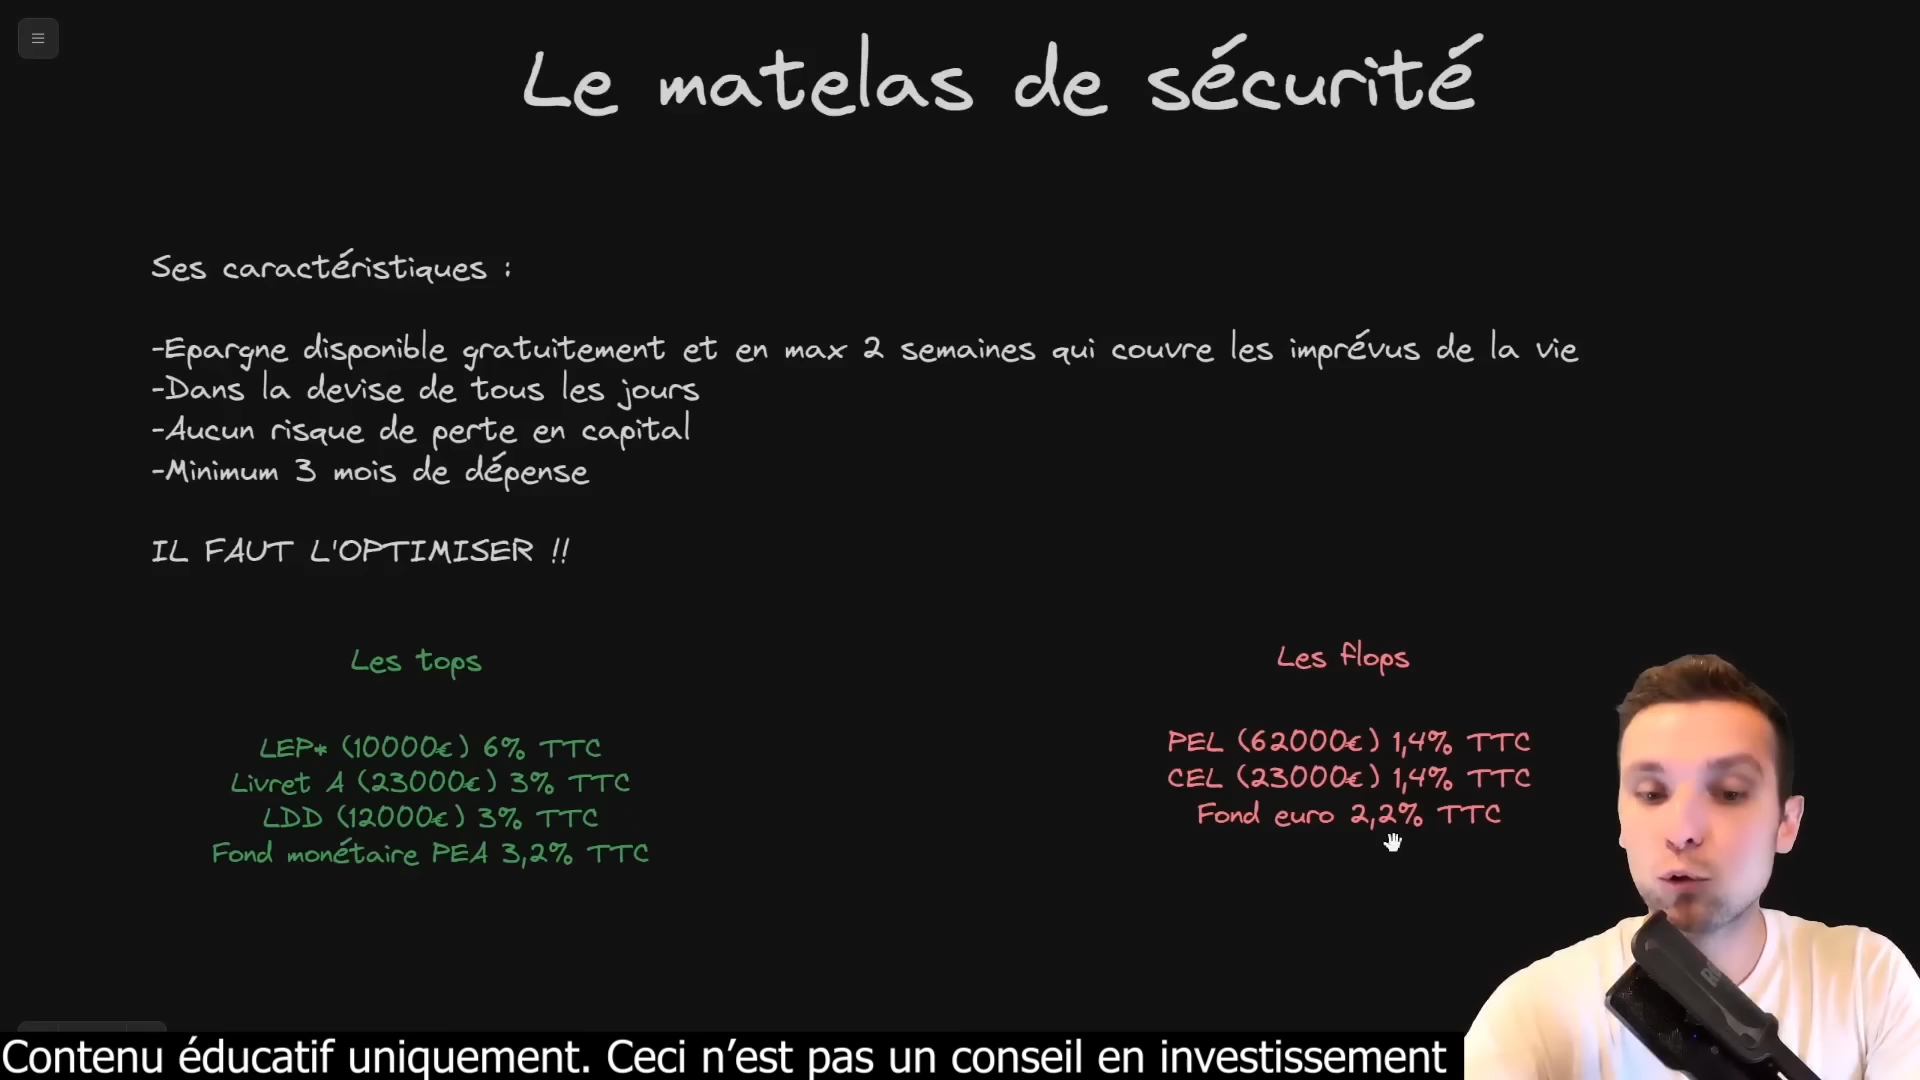 Le matelas de sécurité
Ses caractéristiques :
-Epargne disponible gratuitement et en max 2 semaines qui couvre les imprévus de la vie
-Dans la devise de tous les jours
-Aucun risque de perte en capital
-Minimum 3 mois de dépense
IL FAUT L'OPTIMISER !!
Les tops
LEP* (10000€) 6% TTC
Livret A (23000€) 3% TTC
LDD (12000€) 3% TTC
Fond monétaire PEA 3,2% TTC
Les flops
PEL (62000€) 1,4% TTC
CEL (23000€) 1,4% TTC
Fond euro 2,2% TTC
Contenu éducatif uniquement. Ceci n’est pas un conseil en investissement